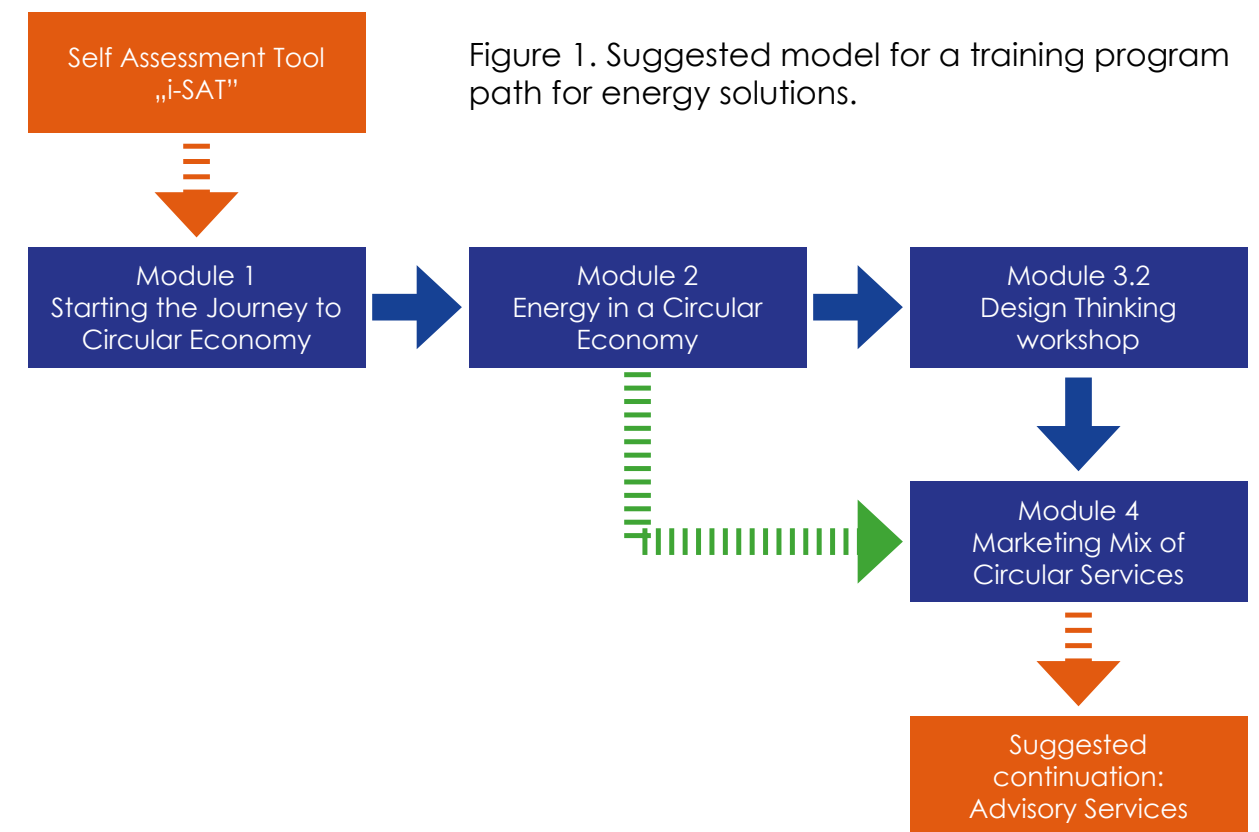 Self Assessment Tool
„i-SAT”
Figure 1. Suggested model for a training program
path for energy solutions.
Module 1
Starting the Journey to
Circular Economy
Module 2
Energy in a Circular
Economy
Module 3.2
Design Thinking
workshop
Module 4
Marketing Mix of
Circular Services
Suggested
continuation:
Advisory Services